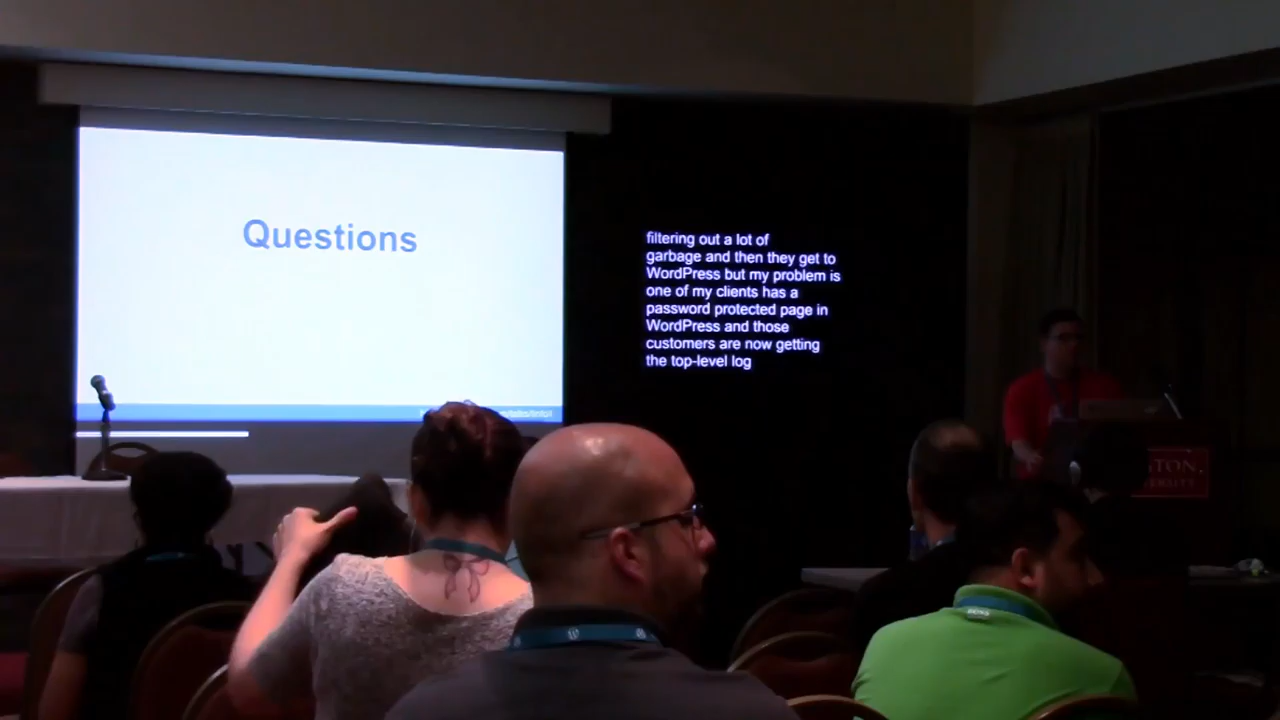 Questions
filtering out a lot of
garbage and then they get to
WordPress but my problem is
one of my clients has a
password protected page in
WordPress and those
customers are now getting
the top-level log
TON